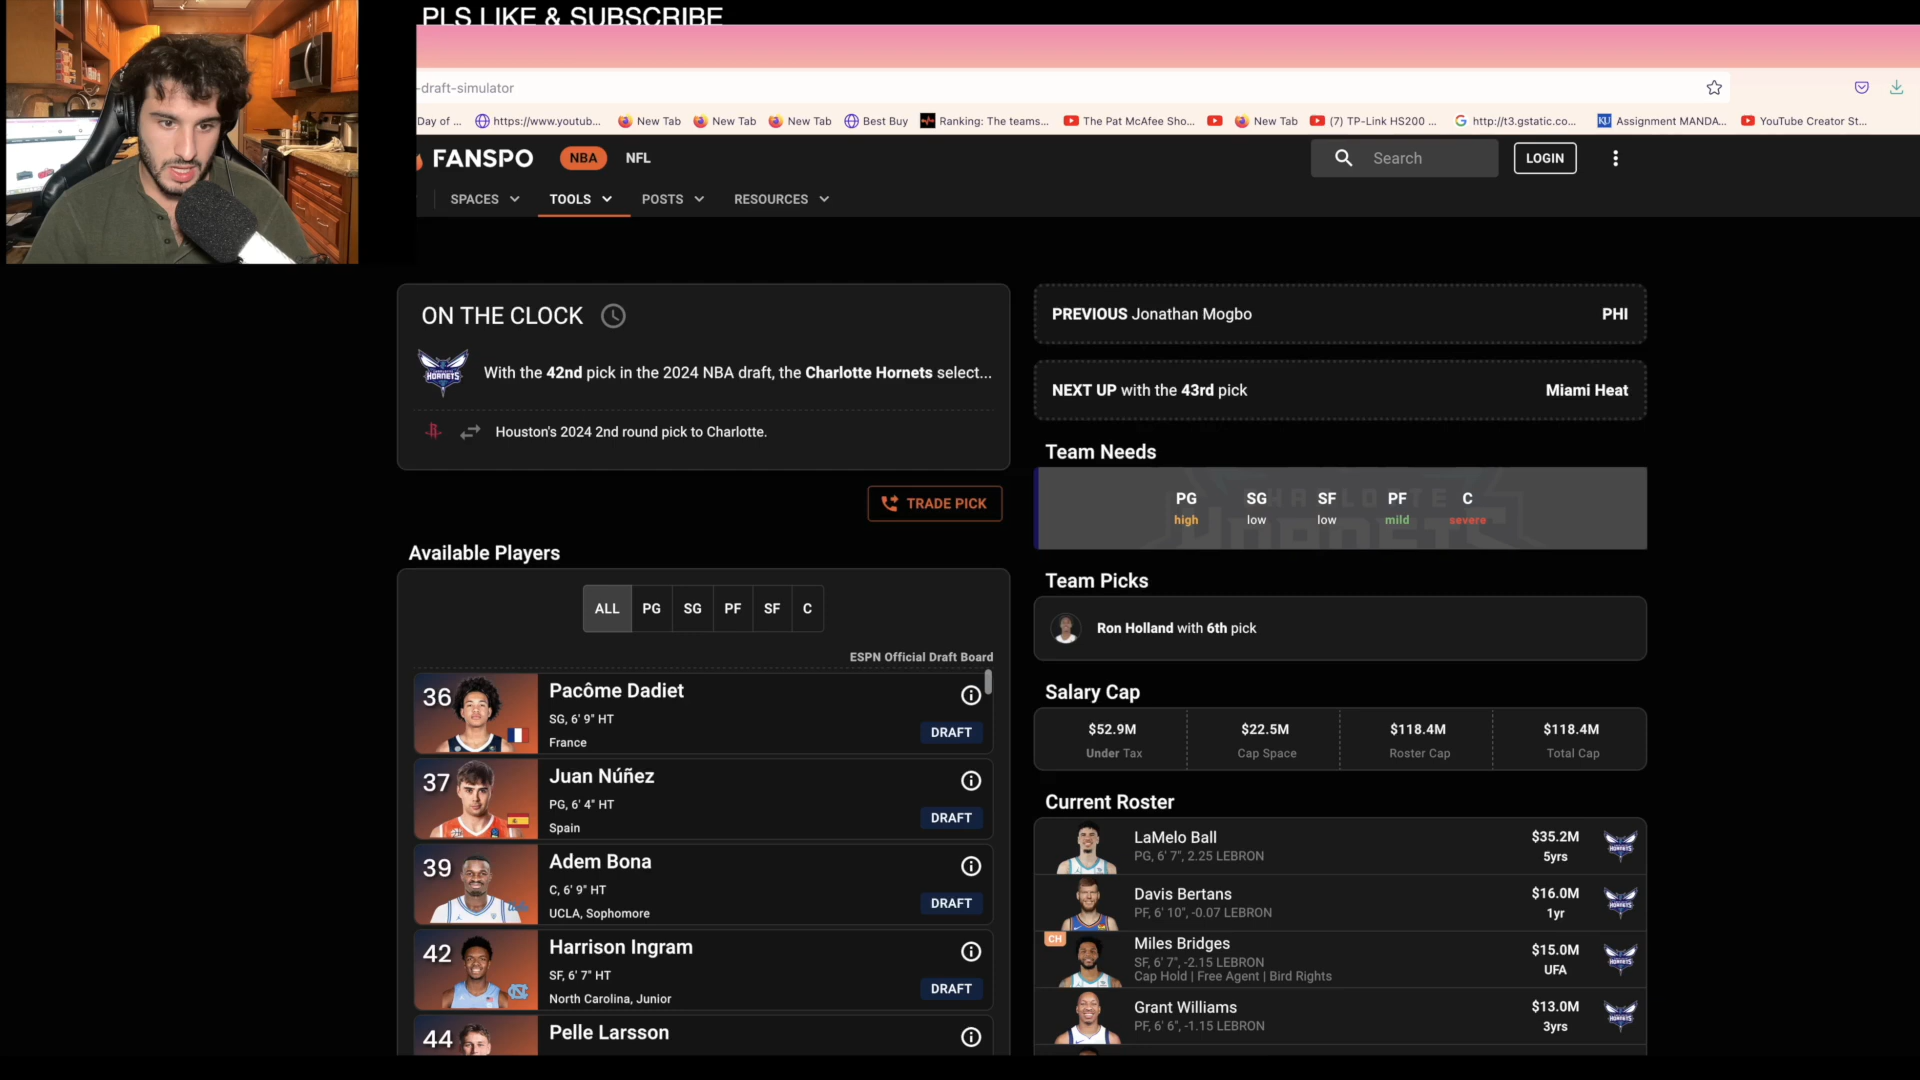 PLS LIKE & SUBSCRIBE
-draft-simulator
Day of ...
https://www.youtub...
New Tab
New Tab
New Tab
Best Buy
Ranking: The teams...
The Pat McAfee Sho...
New Tab
(7) TP-Link HS200 ...
http://t3.gstatic.co...
KU
Assignment MANDA...
YouTube Creator St...
FANSPO
NBA
NFL
Search
LOGIN
SPACES
TOOLS
POSTS
RESOURCES
ON THE CLOCK
HORNETS
With the 42nd pick in the 2024 NBA draft, the Charlotte Hornets select...
Houston's 2024 2nd round pick to Charlotte.
TRADE PICK
Available Players
ALL PG SG PF SF C
ESPN Official Draft Board
36
Pacôme Dadiet
SG, 6' 9" HT
France
DRAFT
37
Juan Núñez
PG, 6' 4" HT
Spain
DRAFT
39
Adem Bona
C, 6' 9" HT
UCLA, Sophomore
DRAFT
42
Harrison Ingram
SF, 6' 7" HT
North Carolina, Junior
DRAFT
44
Pelle Larsson
PREVIOUS Jonathan Mogbo PHI
NEXT UP with the 43rd pick Miami Heat
Team Needs
CHARLOTTE
HORNETS
PG SG SF PF C
high low low mild severe
Team Picks
Ron Holland with 6th pick
Salary Cap
$52.9M $22.5M $118.4M $118.4M
Under Tax Cap Space Roster Cap Total Cap
Current Roster
LaMelo Ball
PG, 6' 7", 2.25 LEBRON
$35.2M
5yrs
Davis Bertans
PF, 6' 10", -0.07 LEBRON
$16.0M
1yr
CH
Miles Bridges
SF, 6' 7", -2.15 LEBRON
Cap Hold | Free Agent | Bird Rights
$15.0M
UFA
Grant Williams
PF, 6' 6", -1.15 LEBRON
$13.0M
3yrs